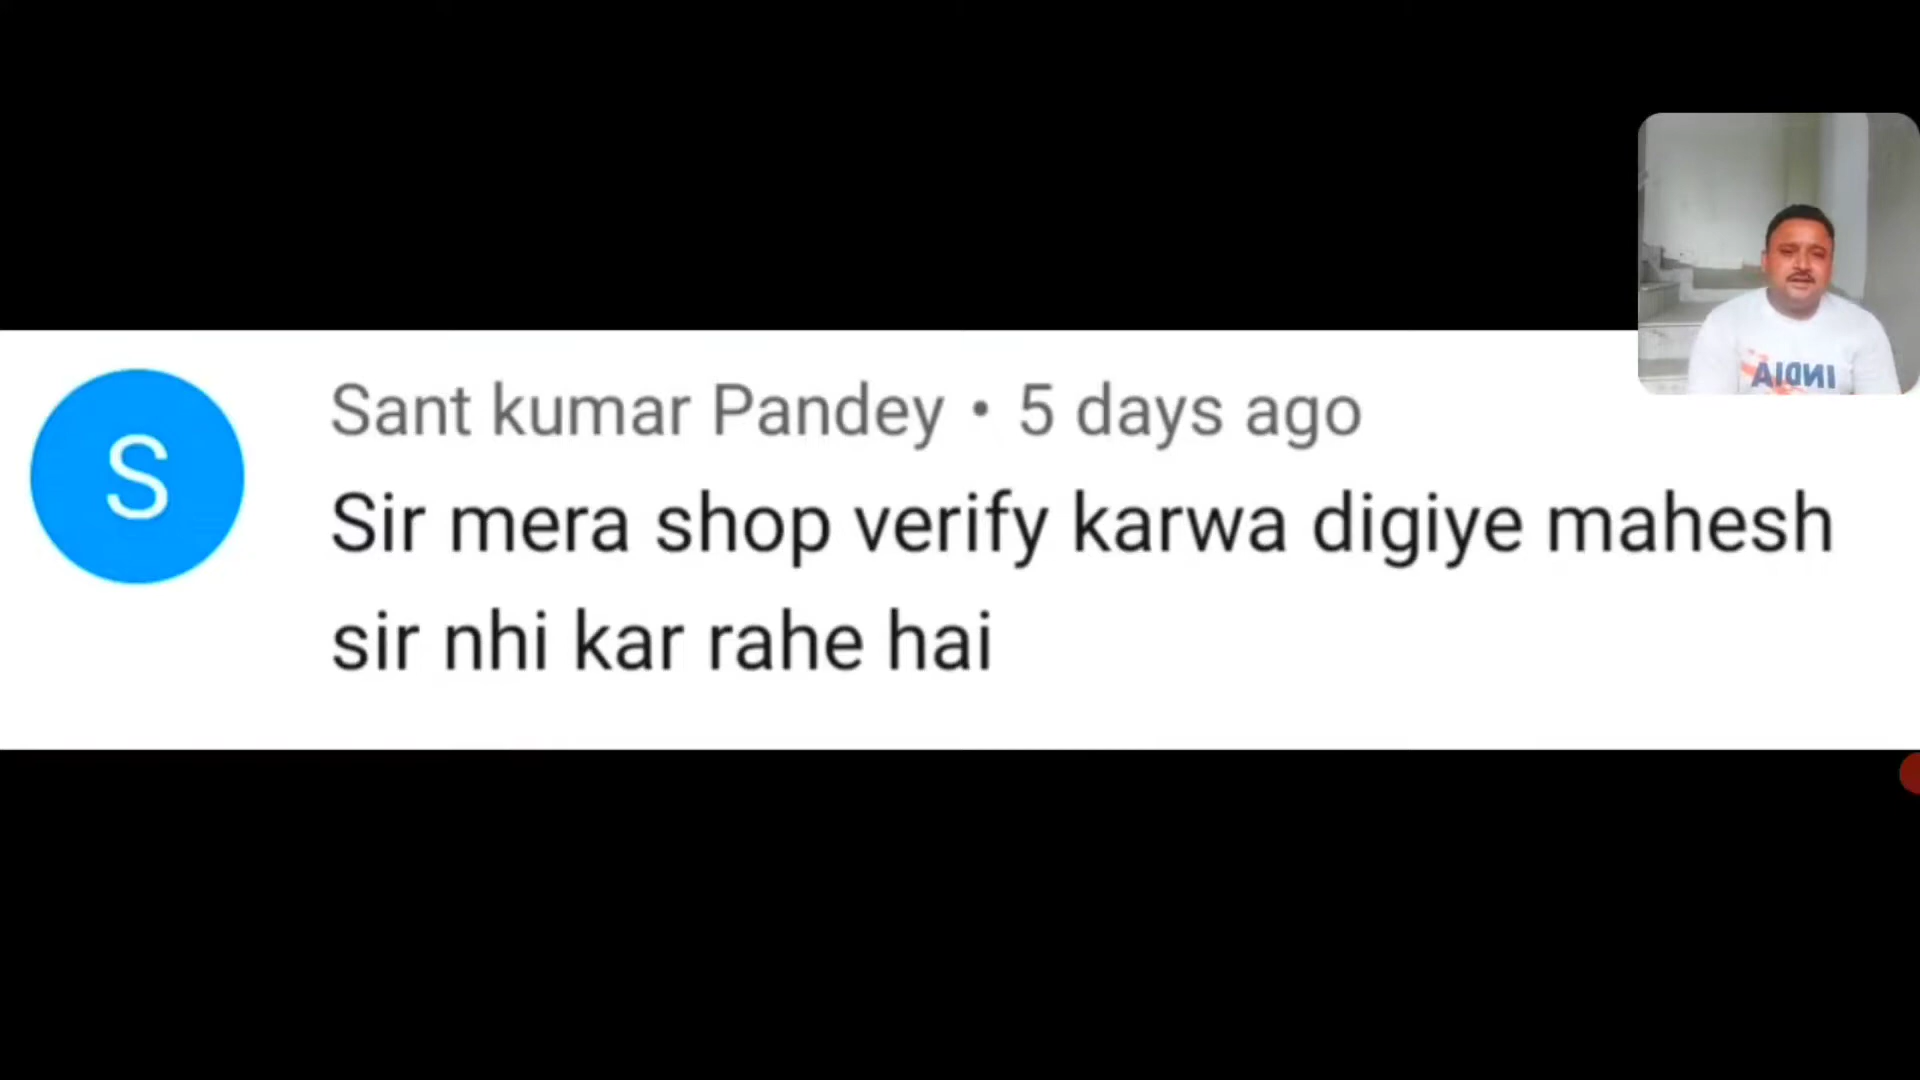 S
Sant kumar Pandey • 5 days ago
Sir mera shop verify karwa digiye mahesh
sir nhi kar rahe hai
INDIA